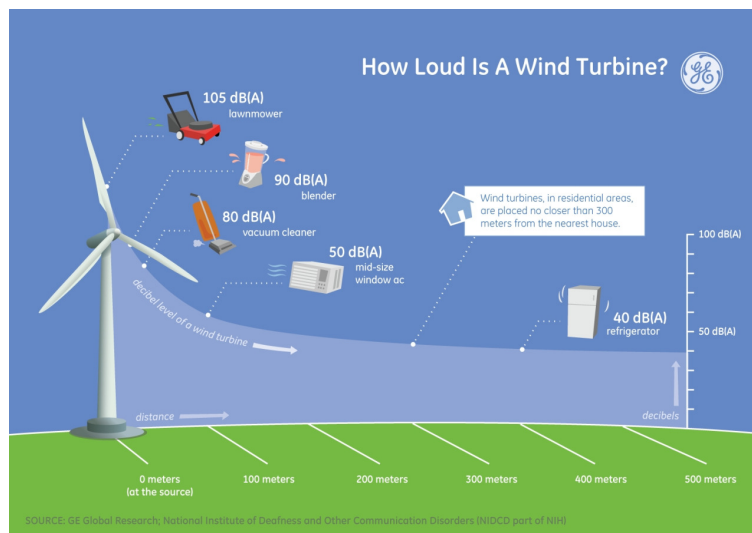 How Loud Is A Wind Turbine?
GE
105 dB(A)
lawnmower
90 dB(A)
blender
80 dB(A)
vacuum cleaner
50 dB(A)
mid-size
window ac
Wind turbines, in residential areas,
are placed no closer than 300
meters from the nearest house.
40 dB(A)
refrigerator
100 dB(A)
50 dB(A)
decibels
decibel level of a wind turbine
distance
0 meters
(at the source)
100 meters
200 meters
300 meters
400 meters
500 meters
SOURCE: GE Global Research; National Institute of Deafness and Other Communication Disorders (NIDCD part of NIH)